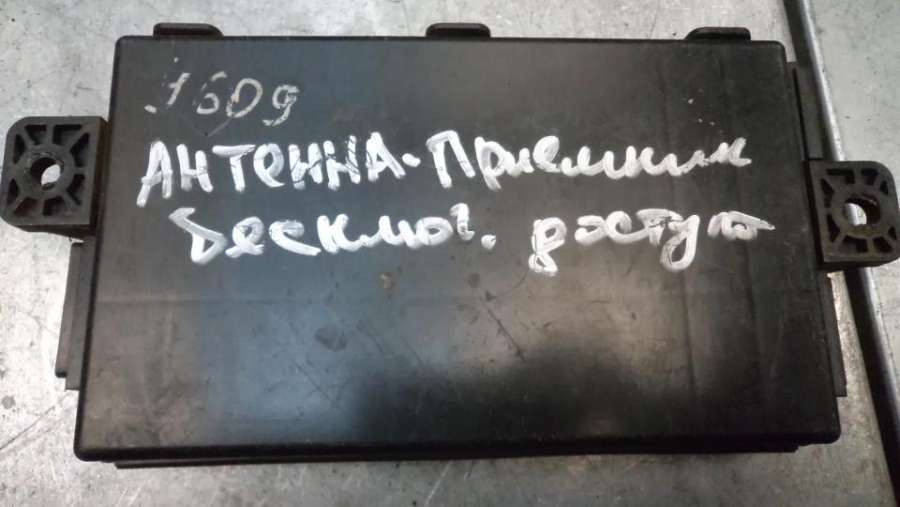 1609
АНТЕННА-Приемник
бесключ. доступа